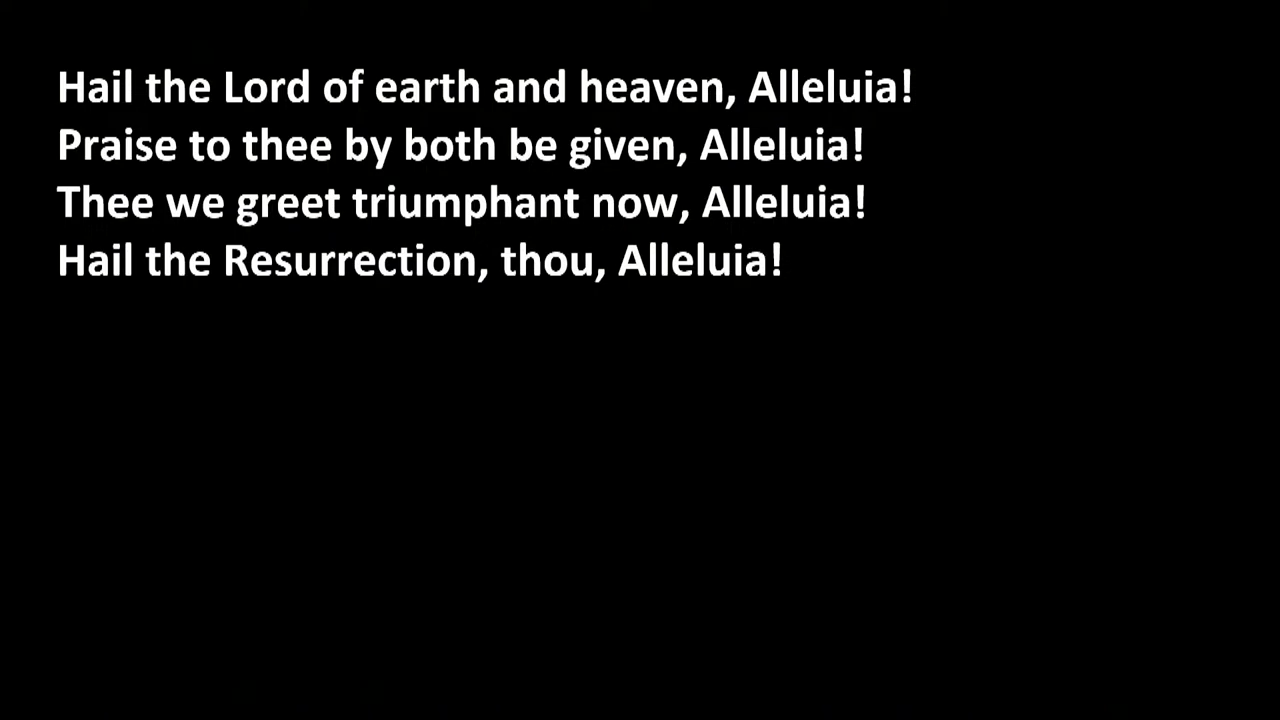 Hail the Lord of earth and heaven, Alleluia!
Praise to thee by both be given, Alleluia!
Thee we greet triumphant now, Alleluia!
Hail the Resurrection, thou, Alleluia!